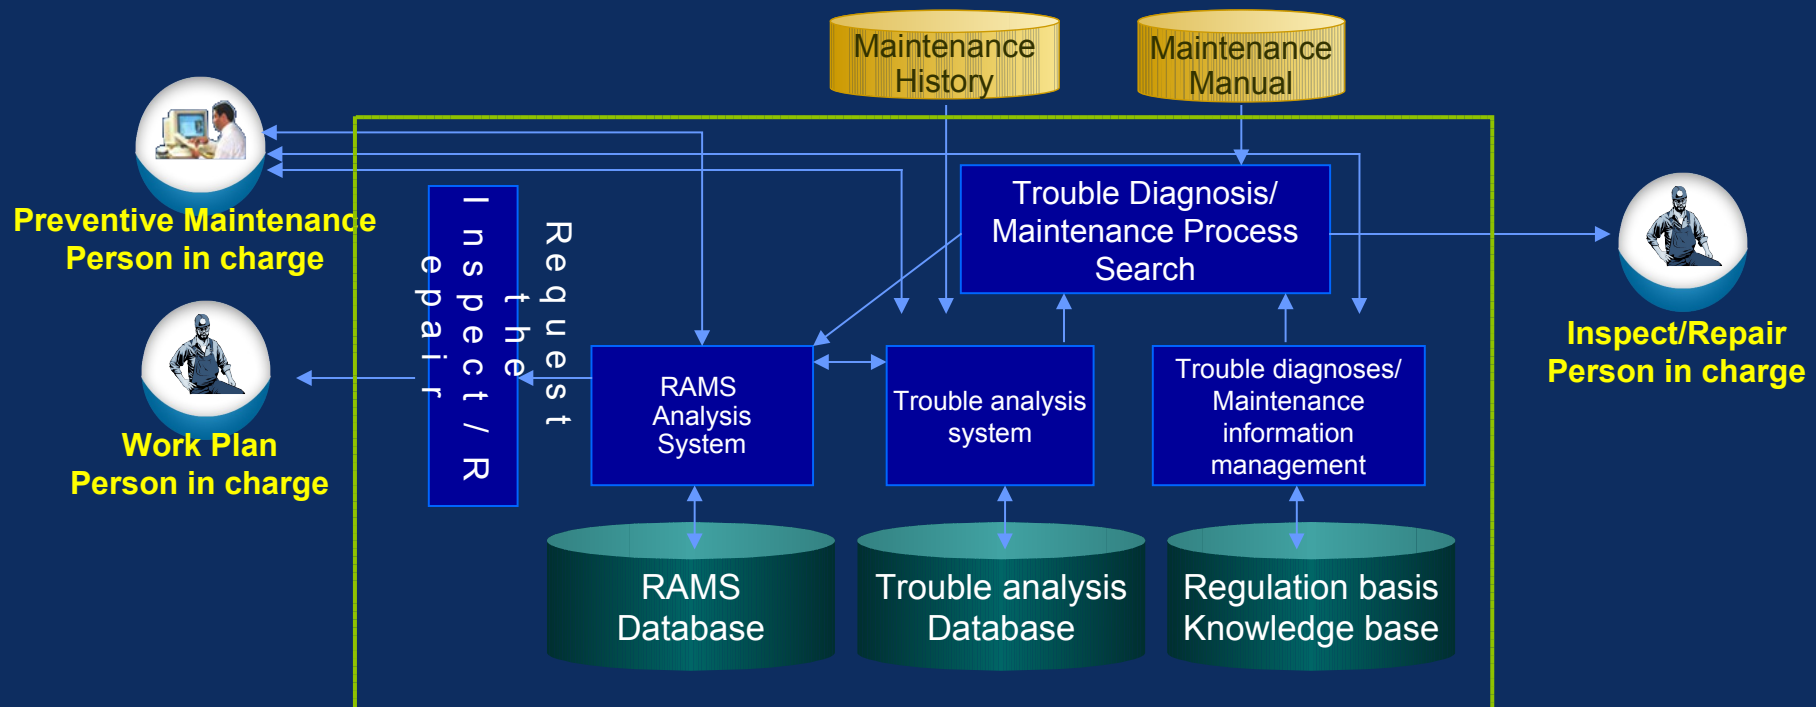 Maintenance
History
Maintenance
Manual
Preventive Maintenance
Person in charge
Work Plan
Person in charge
Request
the
Inspect/R
epair
Trouble Diagnosis/
Maintenance Process
Search
Inspect/Repair
Person in charge
RAMS
Analysis
System
Trouble analysis
system
Trouble diagnoses/
Maintenance
information
management
RAMS
Database
Trouble analysis
Database
Regulation basis
Knowledge base